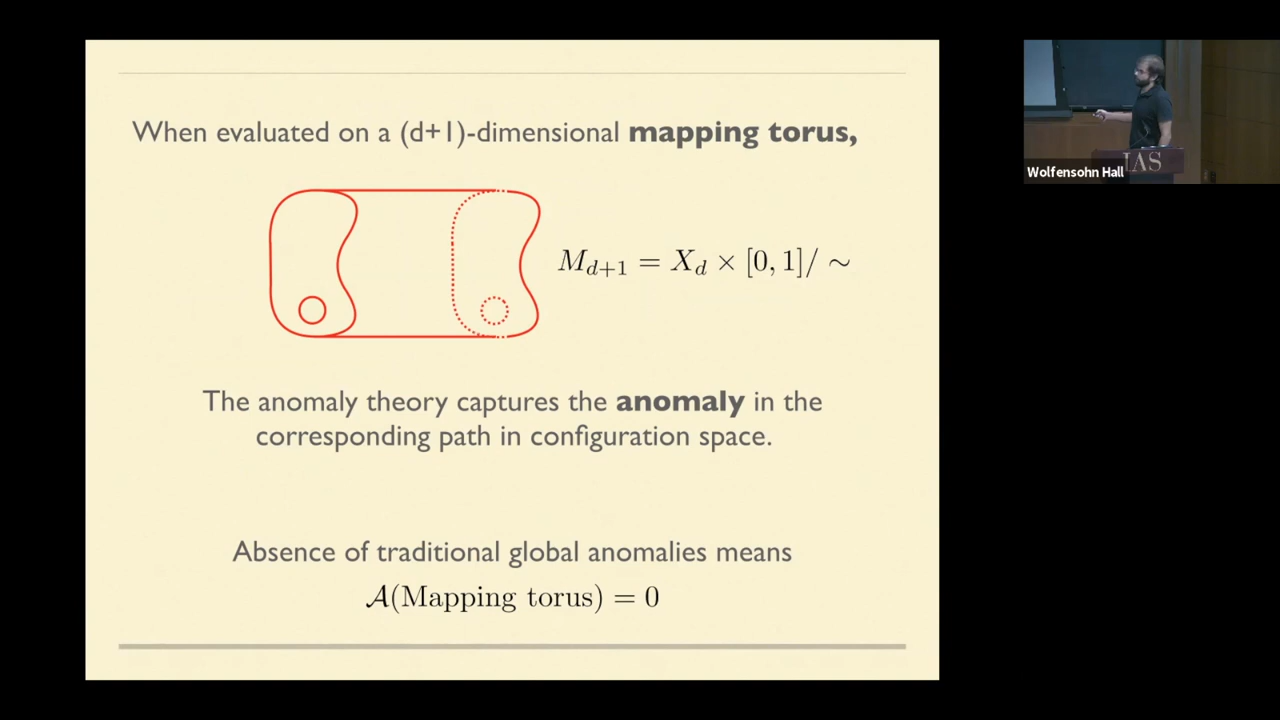 When evaluated on a (d+1)-dimensional mapping torus,
M_{d+1} = X_d × [0, 1]/ ∼
The anomaly theory captures the anomaly in the
corresponding path in configuration space.
Absence of traditional global anomalies means
𝒜(Mapping torus) = 0
Wolfensohn Hall
IAS